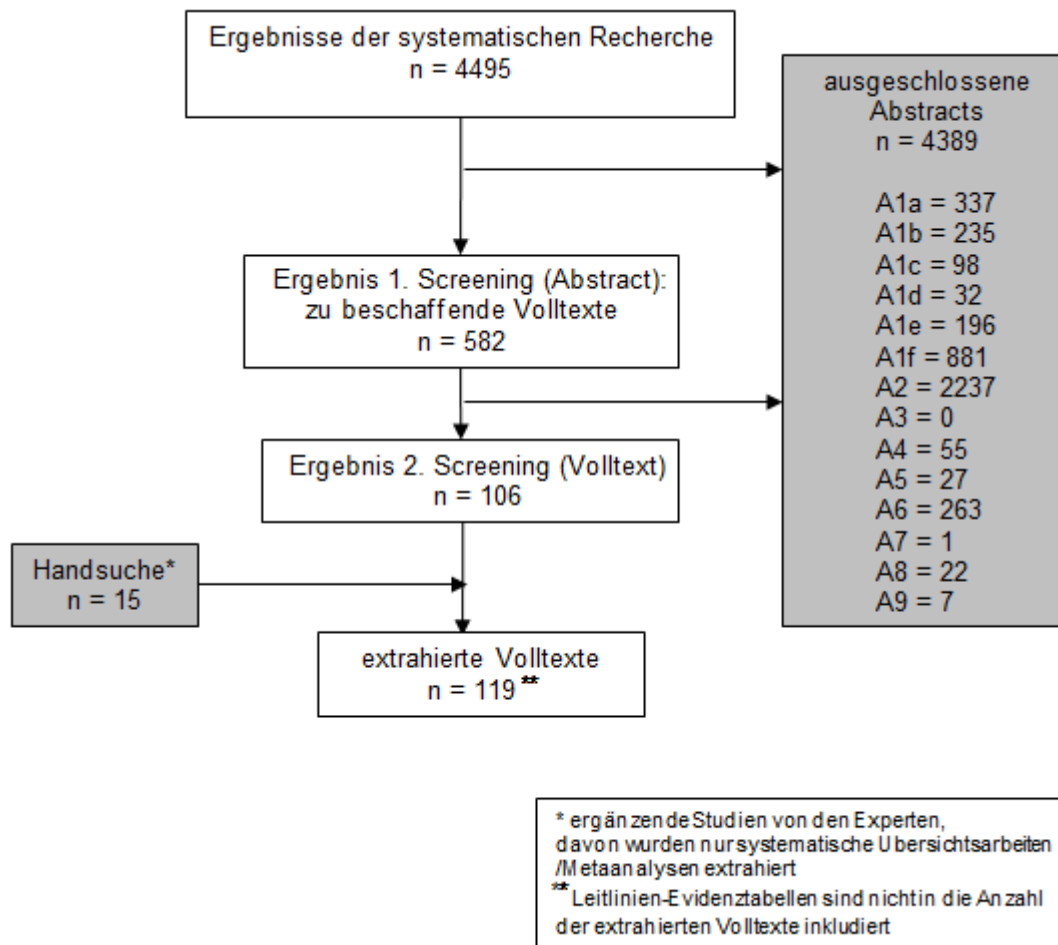 Ergebnisse der systematischen Recherche
n = 4495
ausgeschlossene
Abstracts
n = 4389
A1a = 337
A1b = 235
A1c = 98
A1d = 32
A1e = 196
A1f = 881
A2 = 2237
A3 = 0
A4 = 55
A5 = 27
A6 = 263
A7 = 1
A8 = 22
A9 = 7
Ergebnis 1. Screening (Abstract):
zu beschaffende Volltexte
n = 582
Ergebnis 2. Screening (Volltext)
n = 106
Handsuche*
n = 15
extrahierte Volltexte
n = 119**
* ergänzende Studien von den Experten,
davon wurden nur systematische Übersichtsarbeiten
/Metaanalysen extrahiert
** Leitlinien-Evidenztabellen sind nicht in die Anzahl
der extrahierten Volltexte inkludiert